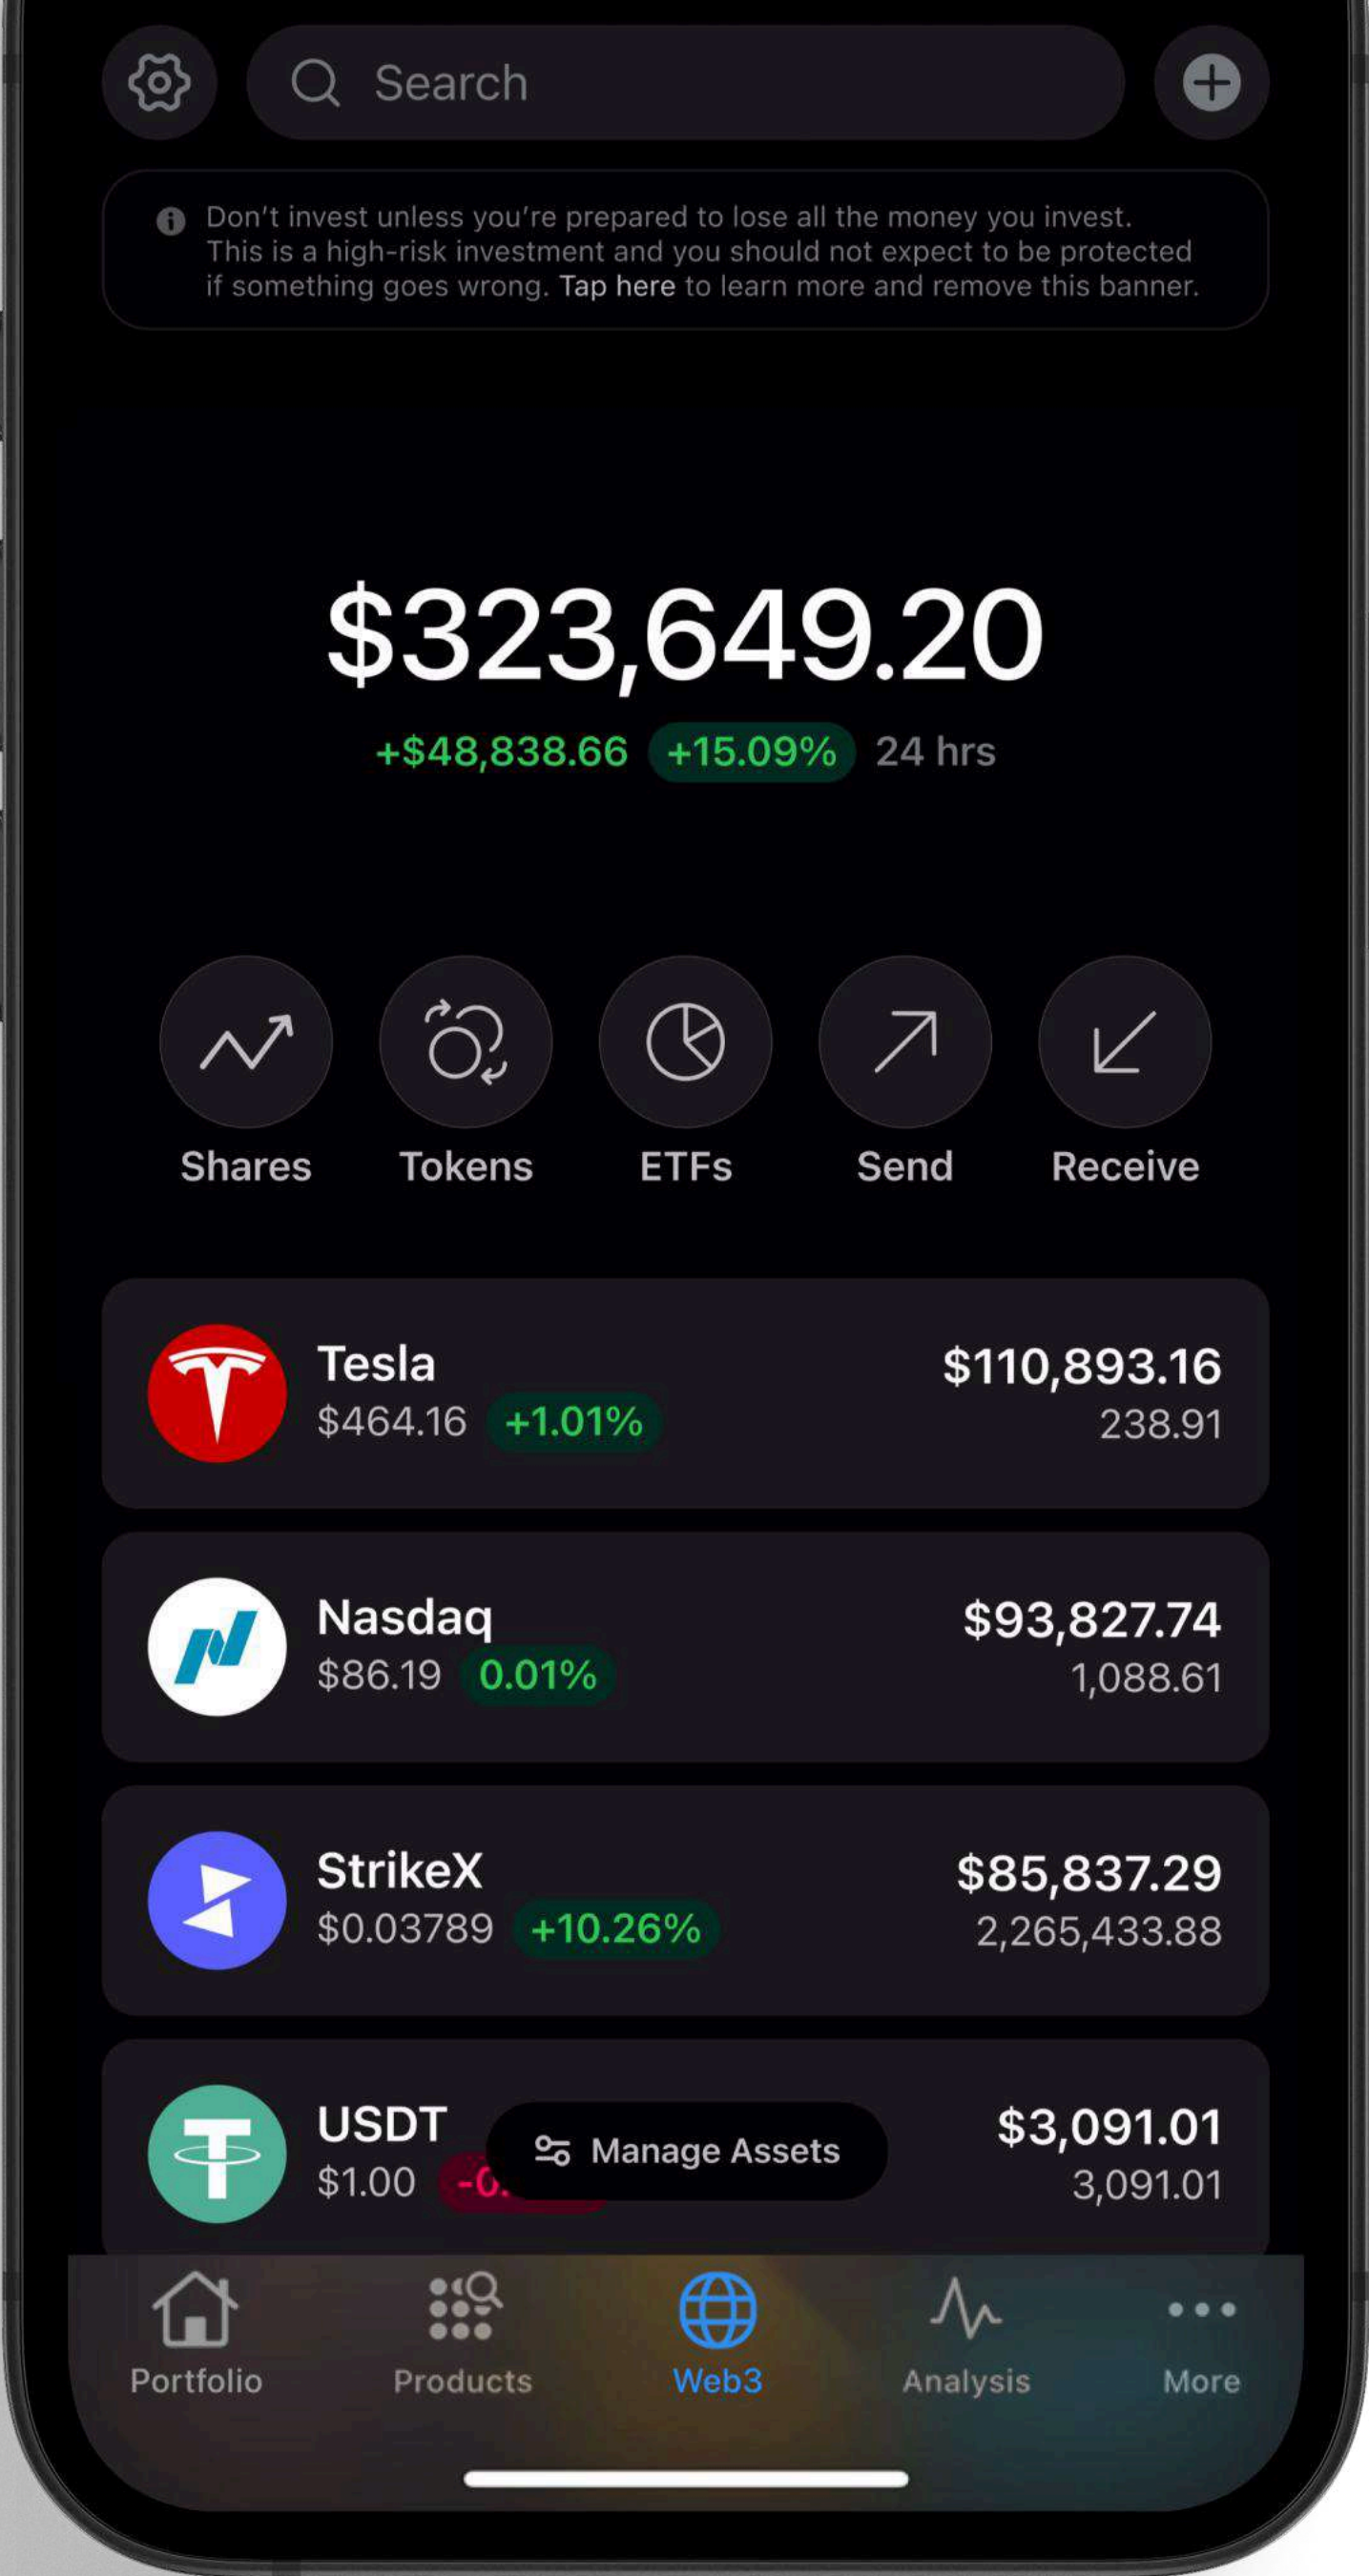 Search
Don't invest unless you're prepared to lose all the money you invest.
This is a high-risk investment and you should not expect to be protected
if something goes wrong. Tap here to learn more and remove this banner.
$323,649.20
+$48,838.66 +15.09% 24 hrs
Shares Tokens ETFs Send Receive
Tesla $110,893.16
$464.16 +1.01% 238.91
Nasdaq $93,827.74
$86.19 0.01% 1,088.61
StrikeX $85,837.29
$0.03789 +10.26% 2,265,433.88
USDT $3,091.01
Manage Assets
$1.00 -0. 3,091.01
Portfolio Products Web3 Analysis More